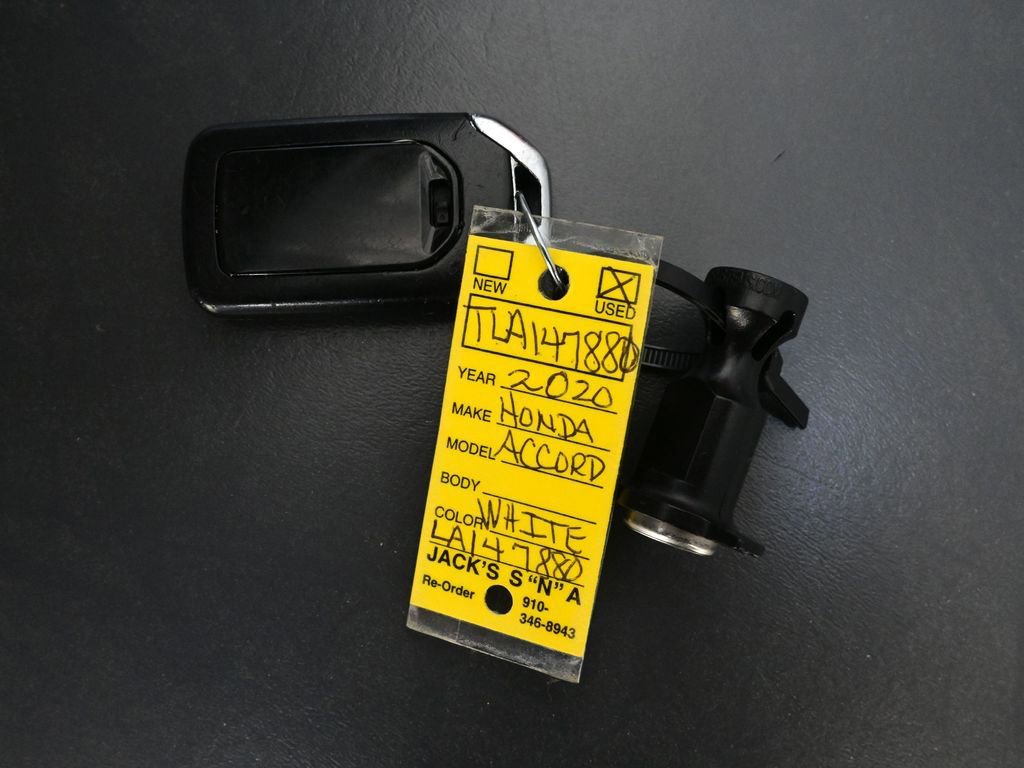 NEW USED
TLA147880
YEAR 2020
MAKE HONDA
MODEL ACCORD
BODY
COLOR WHITE
LA147880
JACK'S S "N" A
Re-Order 910-
346-8943